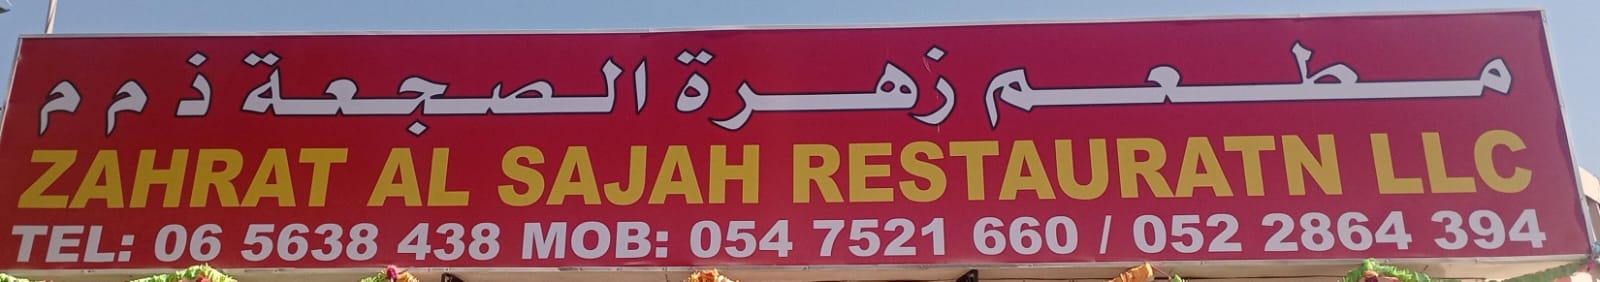 مطعم زهرة الصجعة ذ م م
ZAHRAT AL SAJAH RESTAURATN LLC
TEL: 06 5638 438 MOB: 054 7521 660 / 052 2864 394